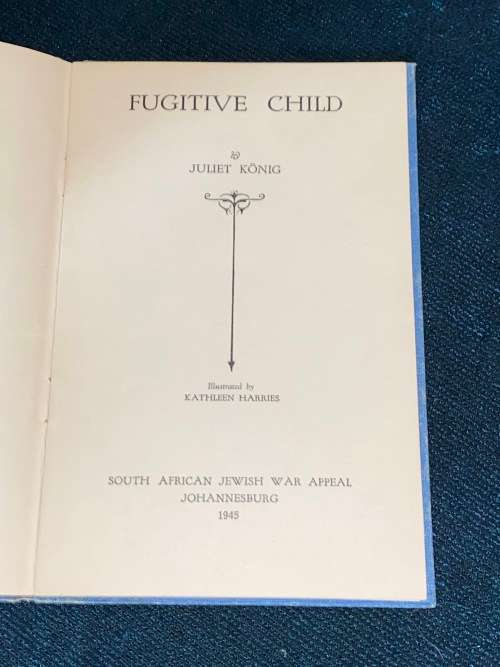 FUGITIVE CHILD
by
JULIET KÖNIG
Illustrated by
KATHLEEN HARRIES
SOUTH AFRICAN JEWISH WAR APPEAL
JOHANNESBURG
1945